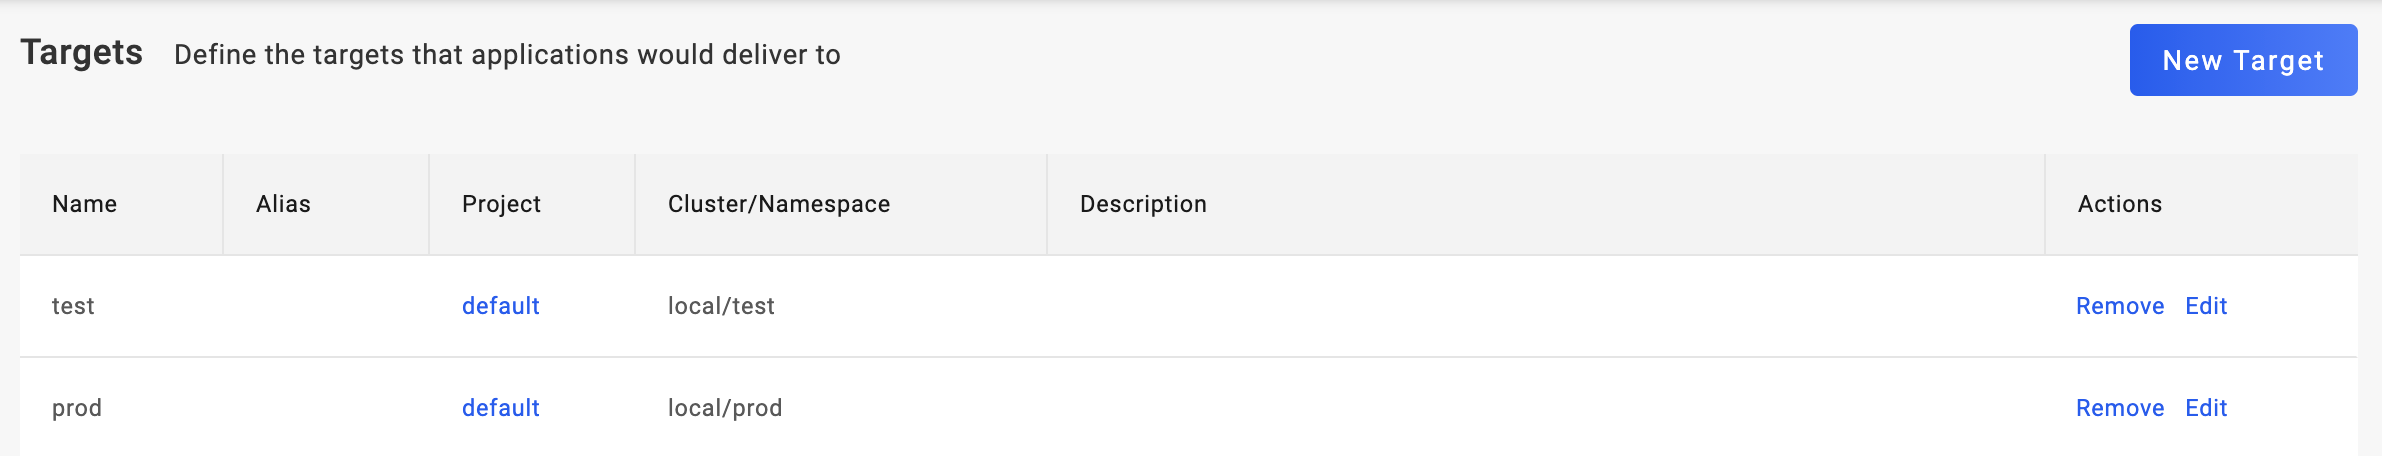 Targets Define the targets that applications would deliver to
New Target
Name Alias Project Cluster/Namespace Description Actions
test default local/test Remove Edit
prod default local/prod Remove Edit